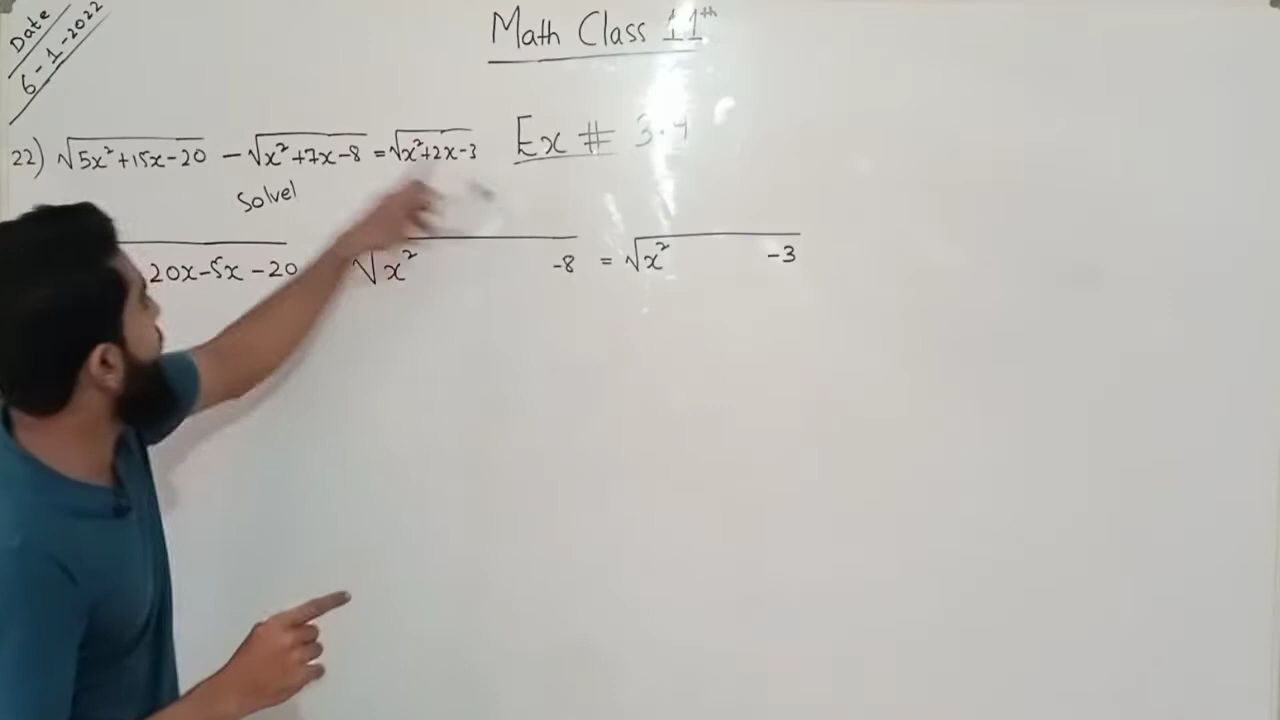 Date
6-1-2022
Math Class 11th
Ex # 3.4
22) √5x²+15x-20 - √x²+7x-8 = √x²+2x-3
Solve
20x-5x-20 √x² -8 = √x² -3